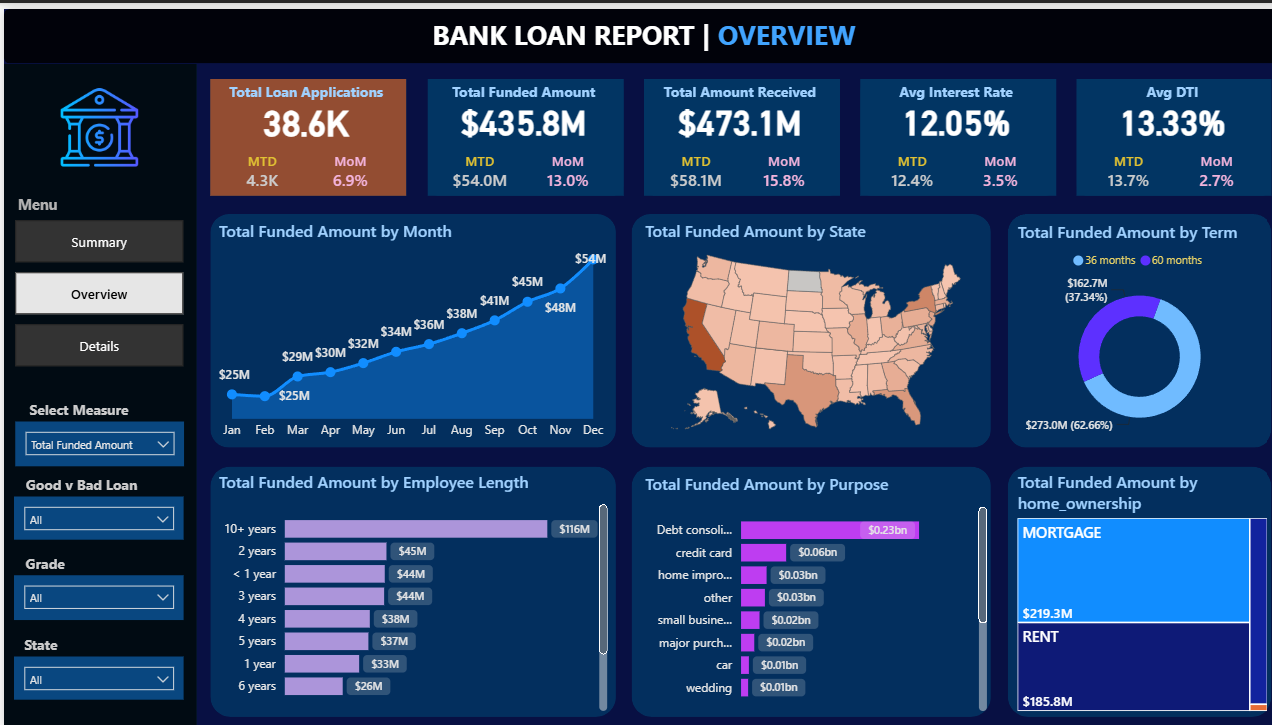 BANK LOAN REPORT | OVERVIEW
Total Loan Applications
38.6K
MTD MoM
4.3K 6.9%
Total Funded Amount
$435.8M
MTD MoM
$54.0M 13.0%
Total Amount Received
$473.1M
MTD MoM
$58.1M 15.8%
Avg Interest Rate
12.05%
MTD MoM
12.4% 3.5%
Avg DTI
13.33%
MTD MoM
13.7% 2.7%
Menu
Summary
Overview
Details
Select Measure
Total Funded Amount
Good v Bad Loan
All
Grade
All
State
All
Total Funded Amount by Month
$25M
$25M
$29M
$30M
$32M
$34M
$36M
$38M
$41M
$45M
$48M
$54M
Jan Feb Mar Apr May Jun Jul Aug Sep Oct Nov Dec
Total Funded Amount by State
Total Funded Amount by Term
36 months 60 months
$162.7M
(37.34%)
$273.0M (62.66%)
Total Funded Amount by Employee Length
10+ years $116M
2 years $45M
< 1 year $44M
3 years $44M
4 years $38M
5 years $37M
1 year $33M
6 years $26M
Total Funded Amount by Purpose
Debt consoli... $0.23bn
credit card $0.06bn
home impro... $0.03bn
other $0.03bn
small busine... $0.02bn
major purch... $0.02bn
car $0.01bn
wedding $0.01bn
Total Funded Amount by
home_ownership
MORTGAGE
$219.3M
RENT
$185.8M